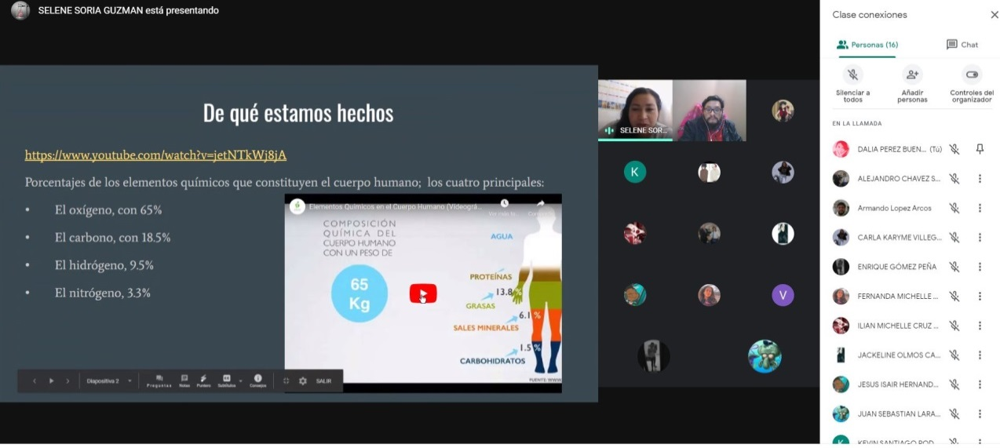 SELENE SORIA GUZMAN está presentando
De qué estamos hechos
https://www.youtube.com/watch?v=jetNTkWj8jA
Porcentajes de los elementos químicos que constituyen el cuerpo humano; los cuatro principales:
• El oxígeno, con 65%
• El carbono, con 18.5%
• El hidrógeno, 9.5%
• El nitrógeno, 3.3%
Elementos Químicos en el Cuerpo Humano (Videográ...
Ver más ta...
COMPOSICIÓN
QUÍMICA DEL
CUERPO HUMANO
CON UN PESO DE
65
Kg
AGUA
PROTEÍNAS
13.8 %
GRASAS
6.1 %
SALES MINERALES
1.5 %
CARBOHIDRATOS
FUENTE: WWW
Diapositiva 2
Preguntas
Notas
Puntero
Subtítulos
Consejos
SALIR
SELENE SOR...
K
V
Clase conexiones
Personas (16)
Chat
Silenciar a
todos
Añadir
personas
Controles del
organizador
EN LA LLAMADA
DALIA PEREZ BUEN... (Tú)
ALEJANDRO CHAVEZ S...
Armando Lopez Arcos
CARLA KARYME VILLEG...
ENRIQUE GÓMEZ PEÑA
FERNANDA MICHELLE ...
ILIAN MICHELLE CRUZ ...
JACKELINE OLMOS CA...
JESUS ISAIR HERNAND...
JUAN SEBASTIAN LARA...
K
KEVIN SANTIAGO ROD...